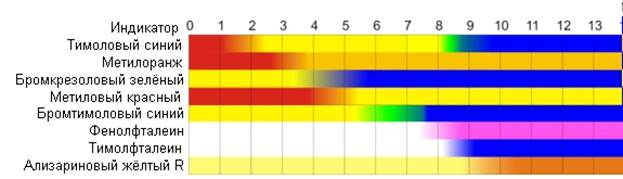 Индикатор 0 1 2 3 4 5 6 7 8 9 10 11 12 13
Тимоловый синий
Метилоранж
Бромкрезоловый зелёный
Метиловый красный
Бромтимоловый синий
Фенолфталеин
Тимолфталеин
Ализариновый жёлтый R